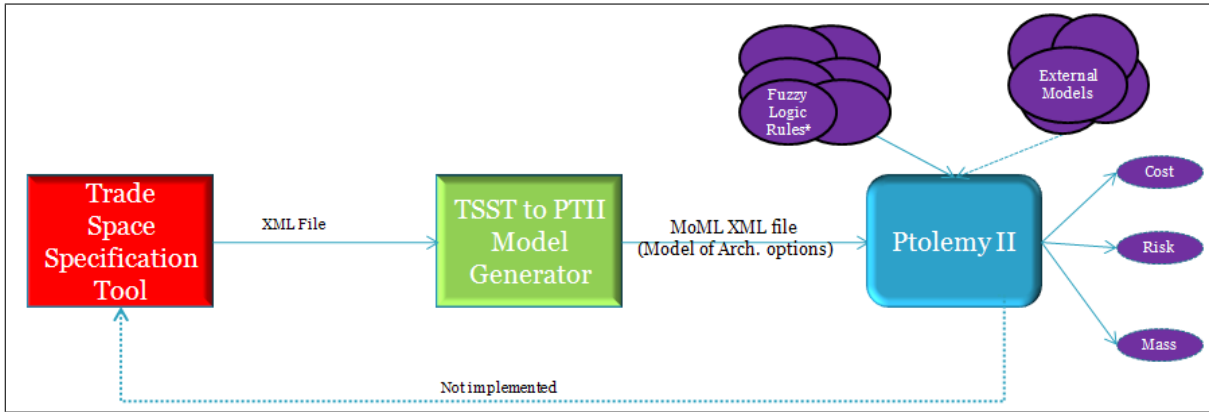 Fuzzy
Logic
Rules*
External
Models
Trade
Space
Specification
Tool
XML File
TSST to PTII
Model
Generator
MoML XML file
(Model of Arch. options)
Ptolemy II
Cost
Risk
Mass
Not implemented